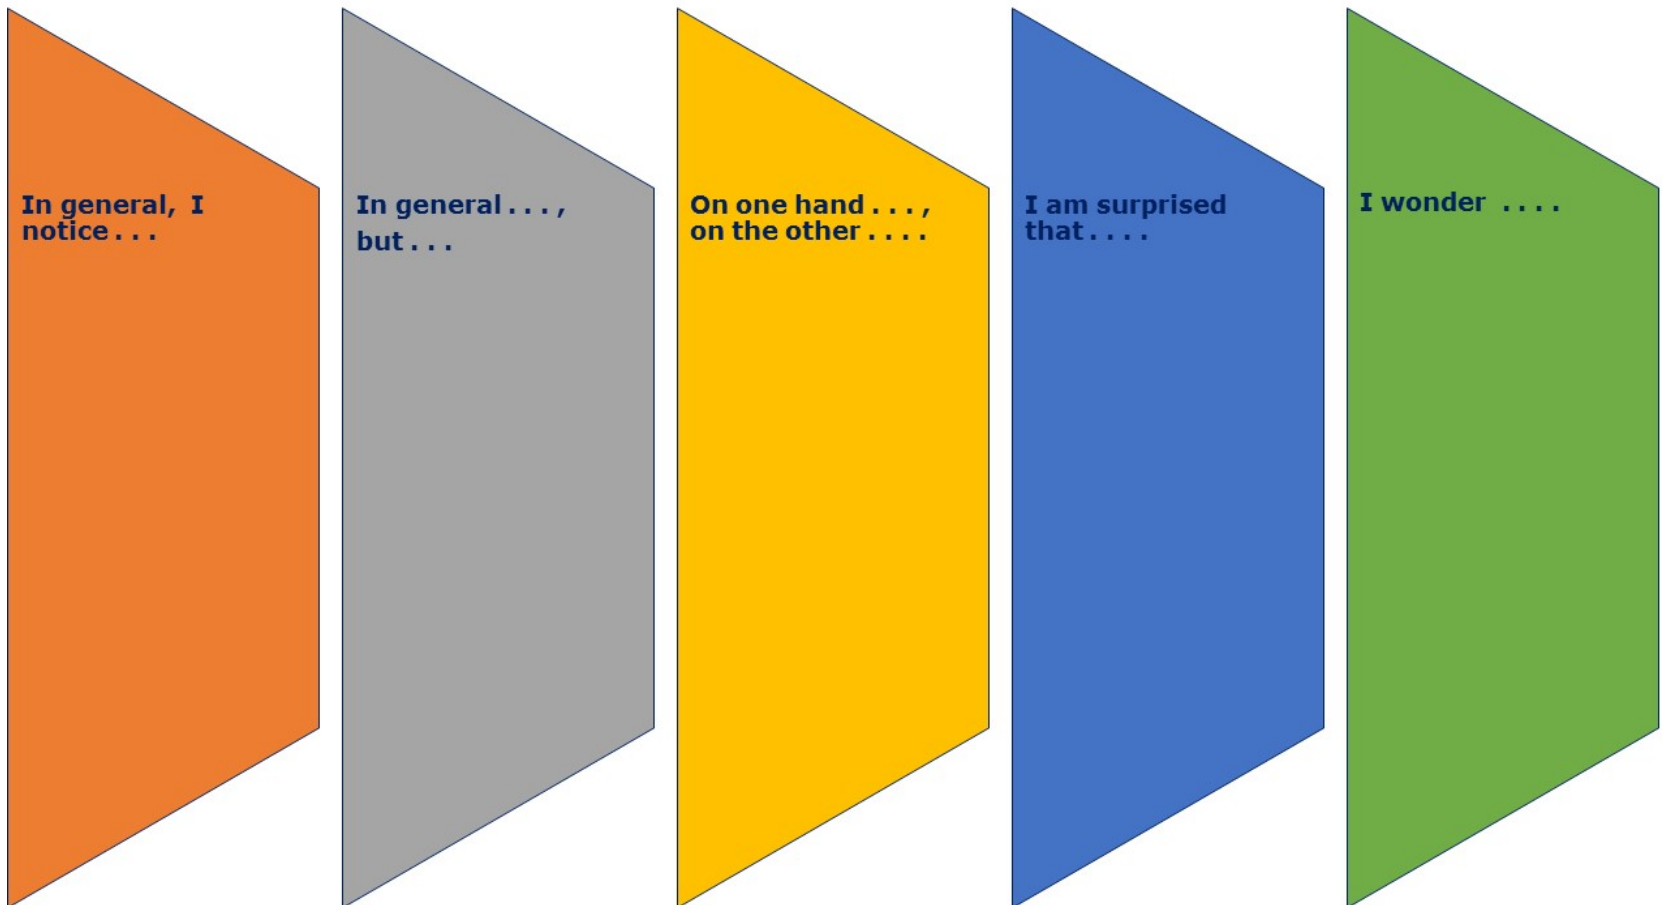 In general, I
notice . . .
In general . . . ,
but . . .
On one hand . . . ,
on the other . . . .
I am surprised
that . . . .
I wonder . . . .